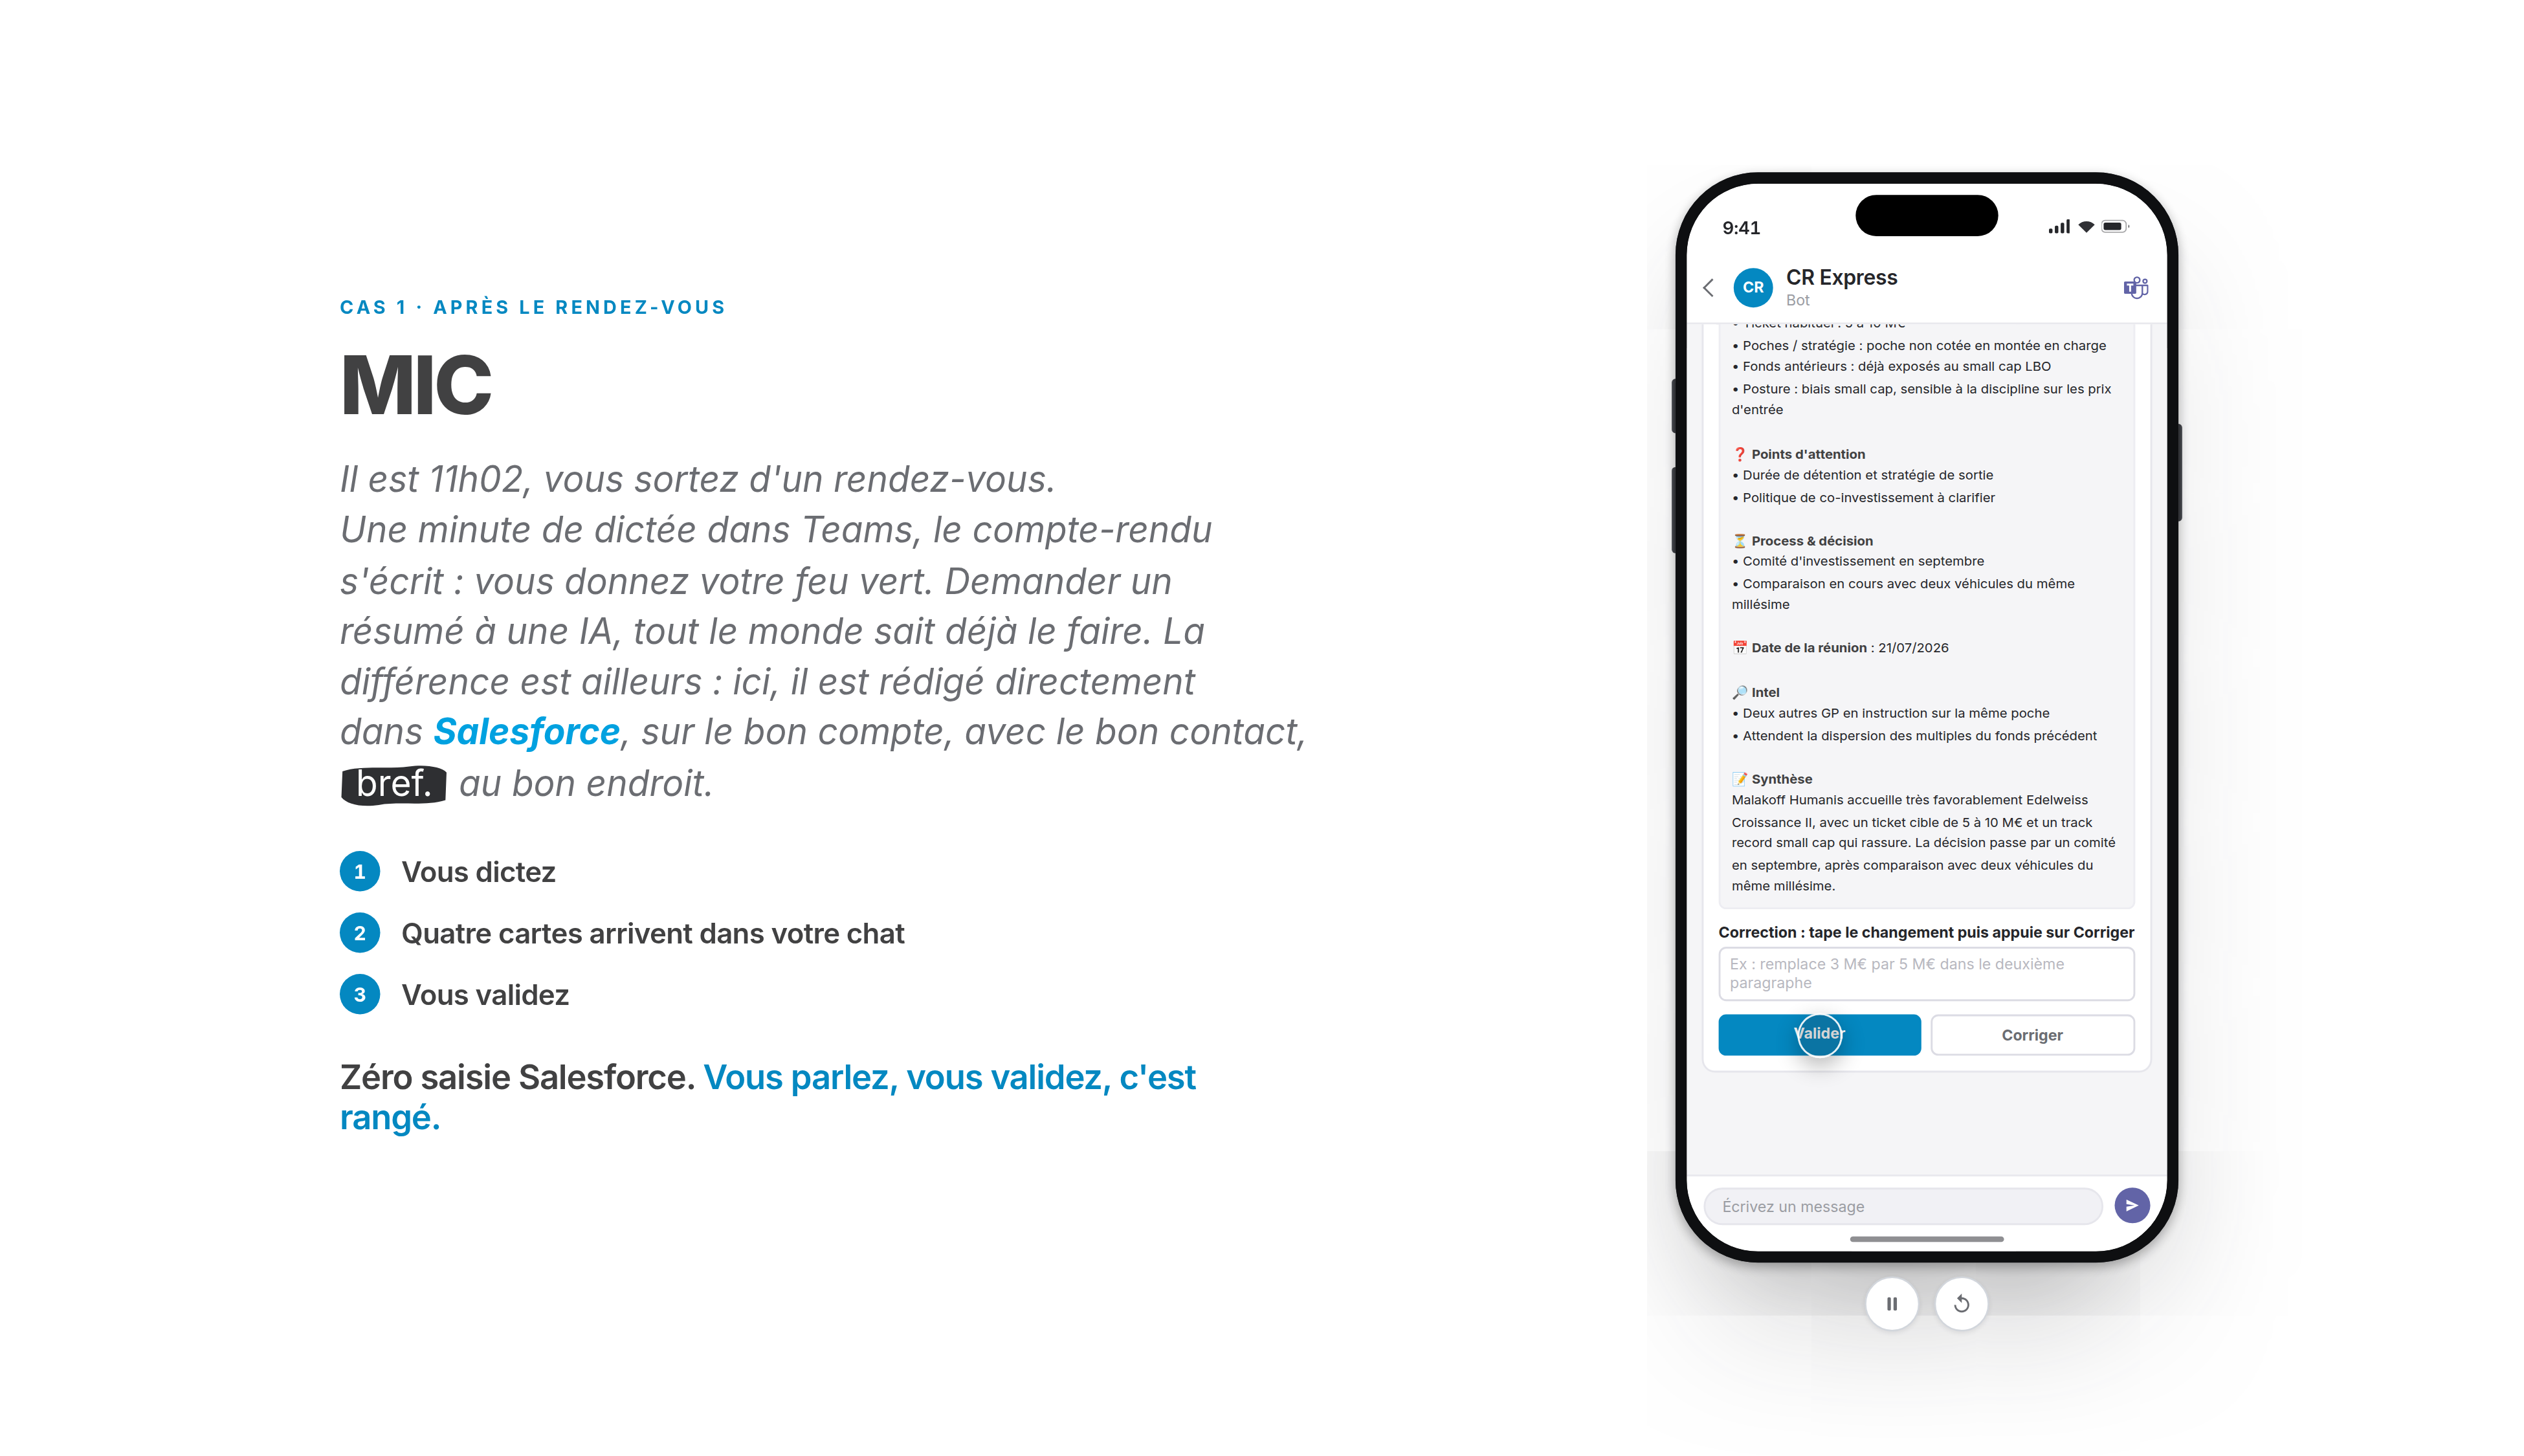 CAS 1 · APRÈS LE RENDEZ-VOUS
MIC
Il est 11h02, vous sortez d'un rendez-vous.
Une minute de dictée dans Teams, le compte-rendu
s'écrit : vous donnez votre feu vert. Demander un
résumé à une IA, tout le monde sait déjà le faire. La
différence est ailleurs : ici, il est rédigé directement
dans Salesforce, sur le bon compte, avec le bon contact,
bref. au bon endroit.
1 Vous dictez
2 Quatre cartes arrivent dans votre chat
3 Vous validez
Zéro saisie Salesforce. Vous parlez, vous validez, c'est
rangé.
9:41
CR
CR Express
Bot
• Ticket habituel : 5 à 10 M€
• Poches / stratégie : poche non cotée en montée en charge
• Fonds antérieurs : déjà exposés au small cap LBO
• Posture : biais small cap, sensible à la discipline sur les prix
d'entrée
❓ Points d'attention
• Durée de détention et stratégie de sortie
• Politique de co-investissement à clarifier
⏳ Process & décision
• Comité d'investissement en septembre
• Comparaison en cours avec deux véhicules du même
millésime
📅 Date de la réunion : 21/07/2026
🔎 Intel
• Deux autres GP en instruction sur la même poche
• Attendent la dispersion des multiples du fonds précédent
📝 Synthèse
Malakoff Humanis accueille très favorablement Edelweiss
Croissance II, avec un ticket cible de 5 à 10 M€ et un track
record small cap qui rassure. La décision passe par un comité
en septembre, après comparaison avec deux véhicules du
même millésime.
Correction : tape le changement puis appuie sur Corriger
Ex : remplace 3 M€ par 5 M€ dans le deuxième
paragraphe
Valider
Corriger
Écrivez un message